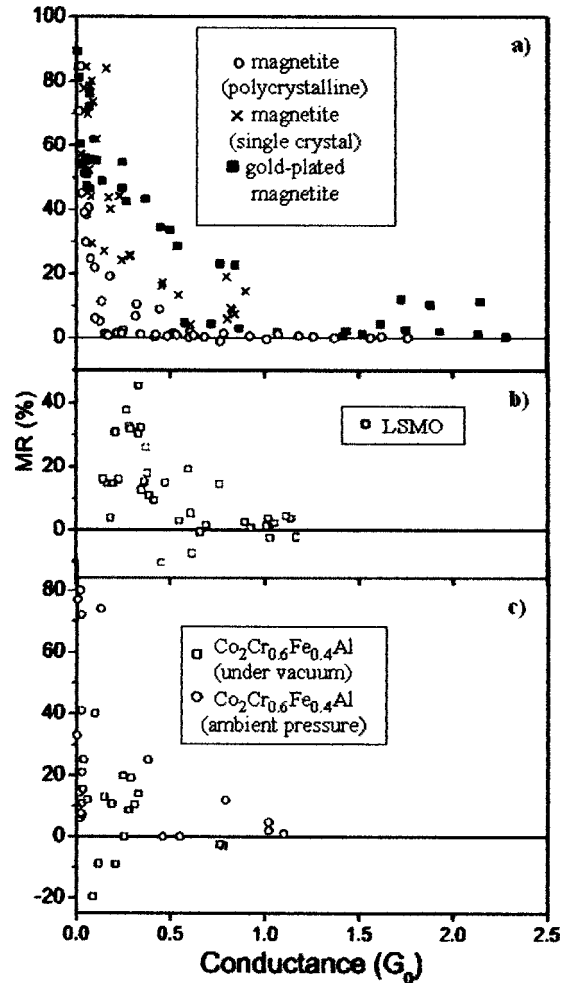 100
a)
80
magnetite
(polycrystalline)
magnetite
(single crystal)
60
gold-plated
magnetite
40
20
0
MR (%)
b)
40
LSMO
20
0
80
c)
60
Co2Cr0.6Fe0.4Al
(under vacuum)
40
Co2Cr0.6Fe0.4Al
(ambient pressure)
20
0
-20
0.0 0.5 1.0 1.5 2.0 2.5
Conductance (G0)